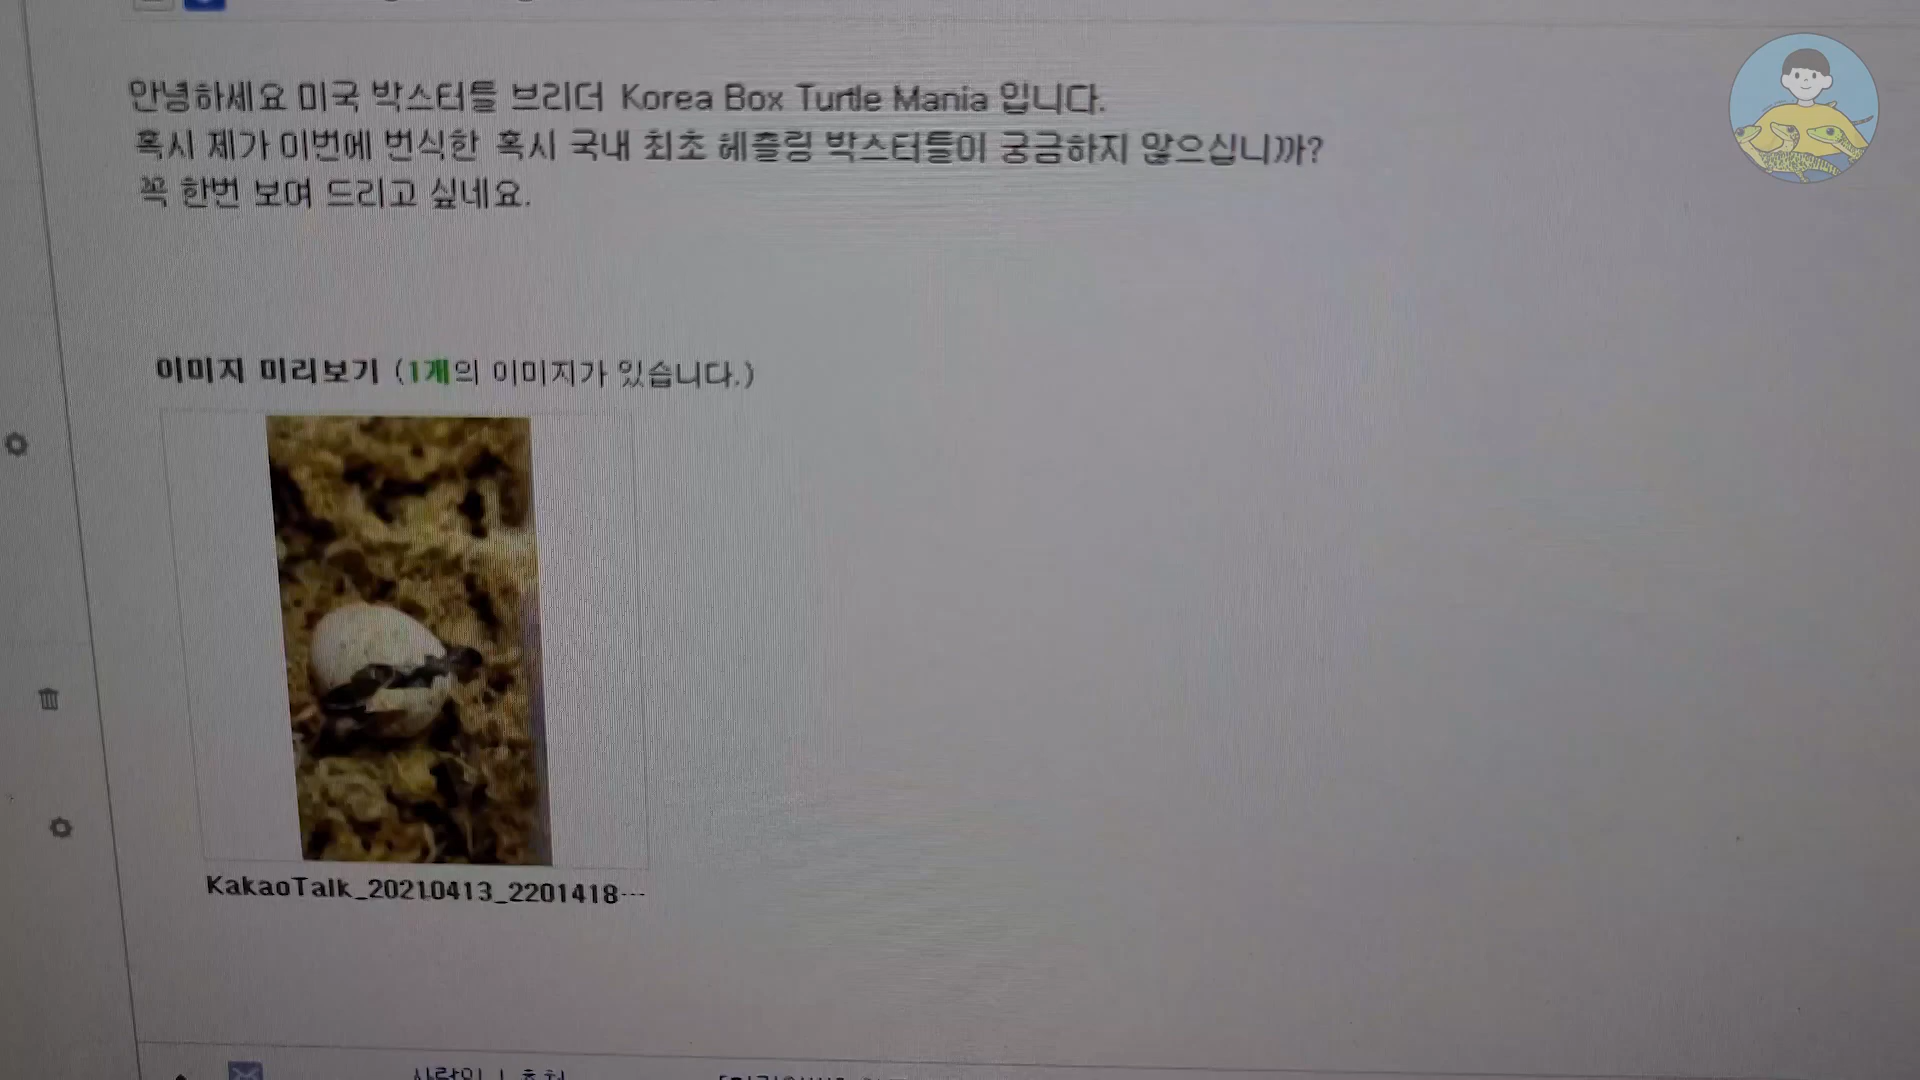 안녕하세요 미국 박스터틀 브리더 Korea Box Turtle Mania 입니다.
혹시 제가 이번에 번식한 혹시 국내 최초 헤츨링 박스터틀이 궁금하지 않으십니까?
꼭 한번 보여 드리고 싶네요.
이미지 미리보기 (1개의 이미지가 있습니다.)
KakaoTalk_20210413_2201418···